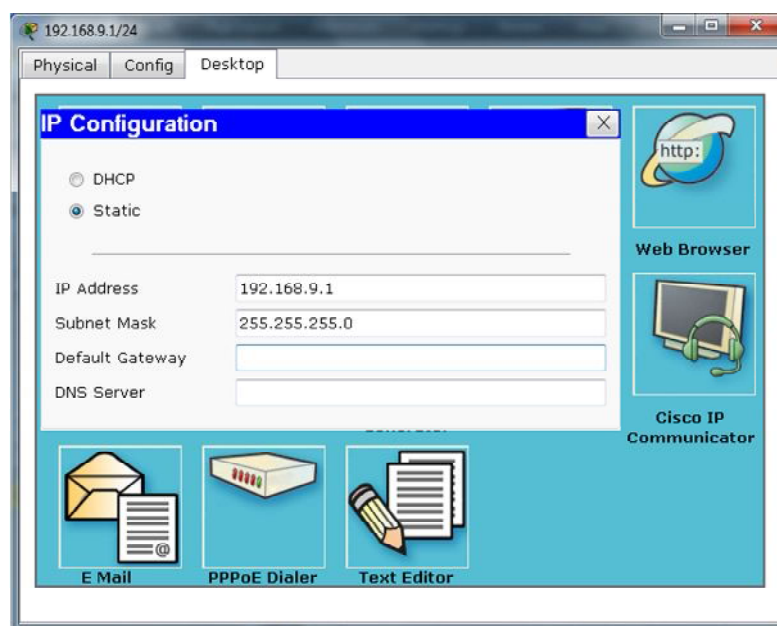 192.168.9.1/24
Physical Config Desktop
IP Configuration
http:
DHCP
Static
Web Browser
IP Address 192.168.9.1
Subnet Mask 255.255.255.0
Default Gateway
DNS Server
Cisco IP
Communicator
@
E Mail PPPoE Dialer Text Editor